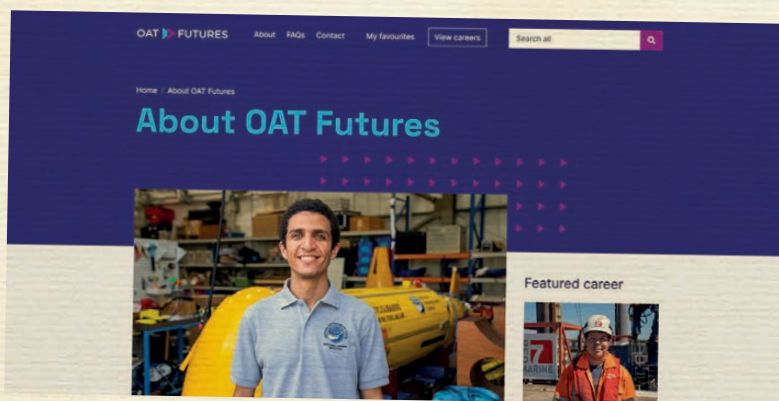 OAT FUTURES
About FAQs Contact My favourites View careers Search all
Home / About OAT Futures
About OAT Futures
Featured career
7
MARINE